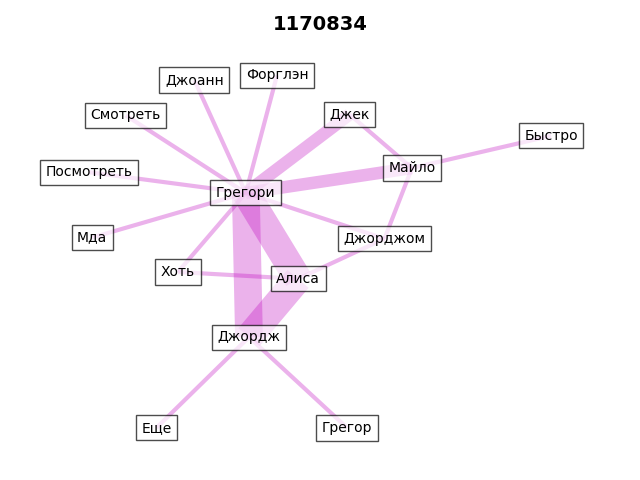 1170834
Форглэн
Джоанн
Джек
Смотреть
Быстро
Майло
Посмотреть
Грегори
Мда
Джорджом
Хоть
Алиса
Джордж
Еще
Грегор